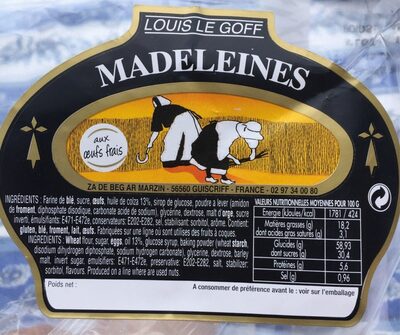 LOUIS LE GOFF
MADELEINES
aux
œufs frais
ZA DE BEG AR MARZIN - 56560 GUISCRIFF - FRANCE - 02 97 34 00 80
INGRÉDIENTS : Farine de blé, sucre, œufs, huile de colza 13%, sirop de glucose, poudre a lever (amidon
de froment, diphosphate disodique, carbonate acide de sodium), glycérine, dextrose, malt d'orge, sucre
inverti, émulsifiants: E471-E472e, conservateurs: E202-E282, sel, stabilisant: sorbitol, arôme. Contient:
gluten, blé, froment, lait, œufs. Fabriquées sur une ligne ou sont utilisés des fruits à coques.
INGREDIENTS : Wheat flour, sugar, eggs, oil 13%, glucose syrup, baking powder (wheat starch,
disodium dihydrogen diphosphate, sodium hydrogen carbonate), glycerine, dextrose, barley
malt, invert sugar, emulsifiers: E471-E472e, preservatives: E202-E282, salt, stabilizer:
sorbitol, flavours. Produced on a line where are used nuts.
VALEURS NUTRITIONNELLES MOYENNES POUR 100 G
Energie (kJoules/kcal) 1781 / 424
Matières grasses (g) 18,2
dont acides gras saturés (g) 3,1
Glucides (g) 58,93
dont sucres (g) 30,4
Protéines (g) 5,6
Sel (g) 0,96
Poids net :
A consommer de préférence avant le : voir sur l'emballage